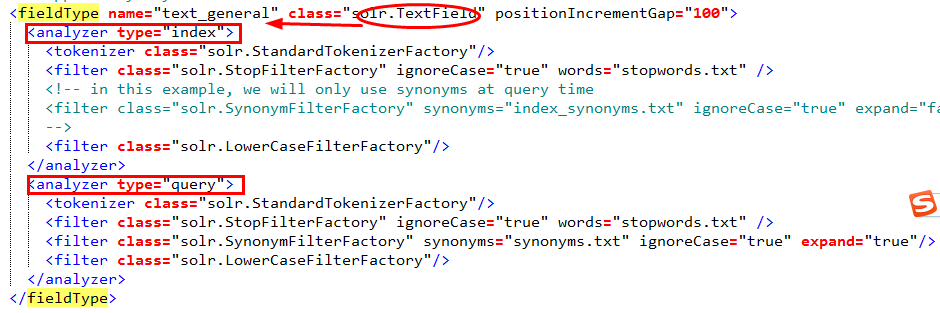 <fieldType name="text_general" class="solr.TextField" positionIncrementGap="100">
<analyzer type="index">
<tokenizer class="solr.StandardTokenizerFactory"/>
<filter class="solr.StopFilterFactory" ignoreCase="true" words="stopwords.txt" />
<!-- in this example, we will only use synonyms at query time
<filter class="solr.SynonymFilterFactory" synonyms="index_synonyms.txt" ignoreCase="true" expand="fa
-->
<filter class="solr.LowerCaseFilterFactory"/>
</analyzer>
<analyzer type="query">
<tokenizer class="solr.StandardTokenizerFactory"/>
<filter class="solr.StopFilterFactory" ignoreCase="true" words="stopwords.txt" />
<filter class="solr.SynonymFilterFactory" synonyms="synonyms.txt" ignoreCase="true" expand="true"/>
<filter class="solr.LowerCaseFilterFactory"/>
</analyzer>
</fieldType>
S